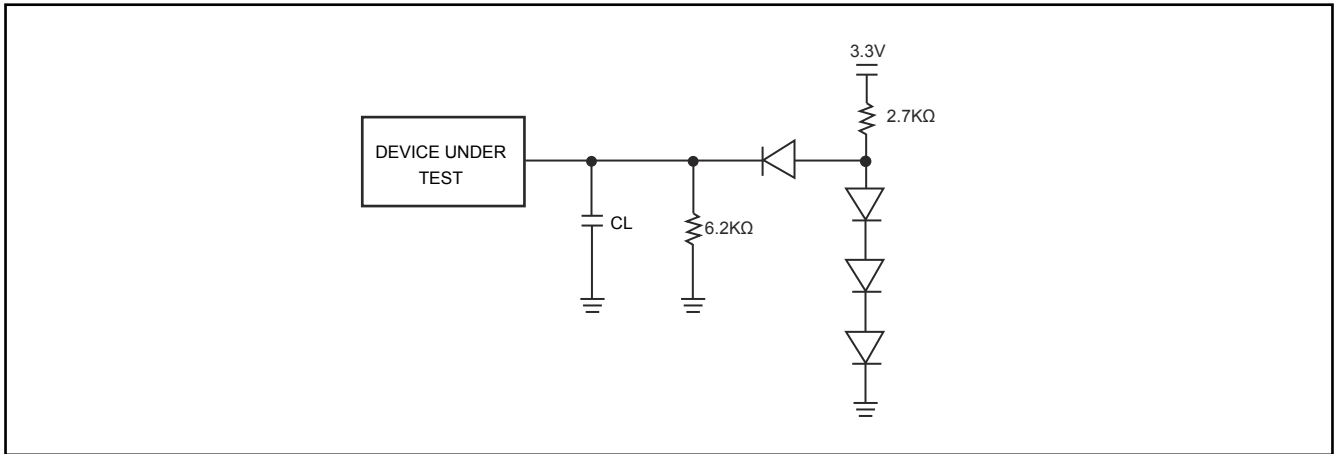 3.3V
2.7KΩ
DEVICE UNDER
TEST
CL
6.2KΩ